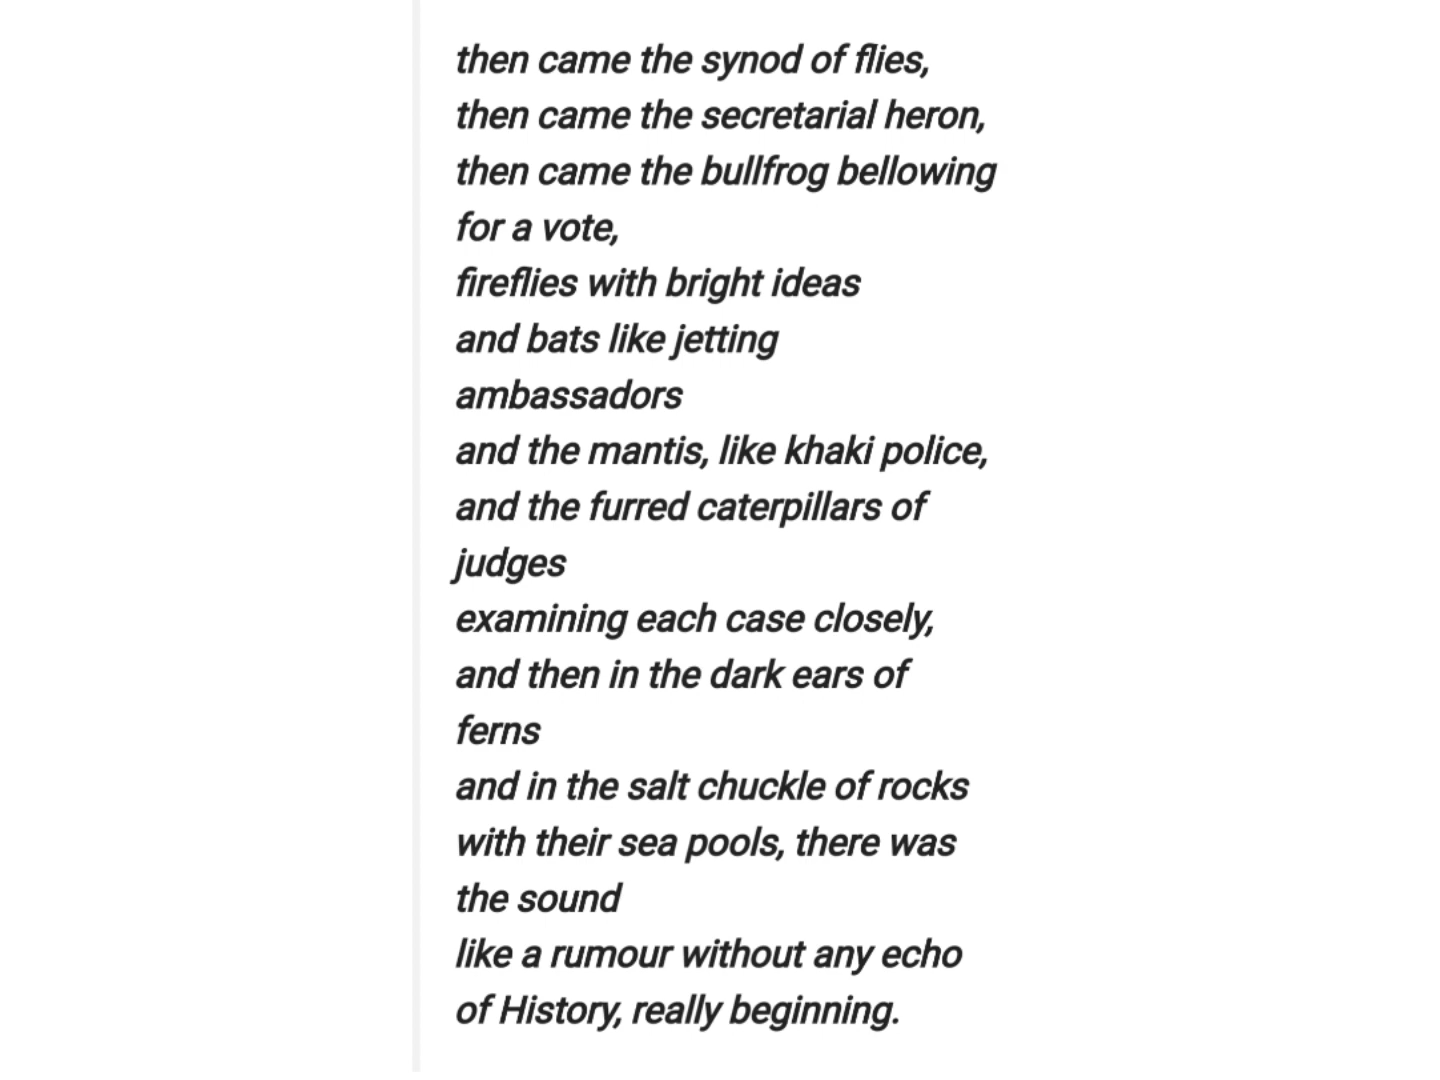 then came the synod of flies,
then came the secretarial heron,
then came the bullfrog bellowing
for a vote,
fireflies with bright ideas
and bats like jetting
ambassadors
and the mantis, like khaki police,
and the furred caterpillars of
judges
examining each case closely,
and then in the dark ears of
ferns
and in the salt chuckle of rocks
with their sea pools, there was
the sound
like a rumour without any echo
of History, really beginning.